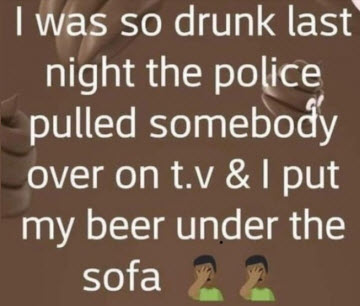 I was so drunk last
night the police
pulled somebody
over on t.v & I put
my beer under the
sofa 🤦🏾‍♂️ 🤦🏾‍♂️